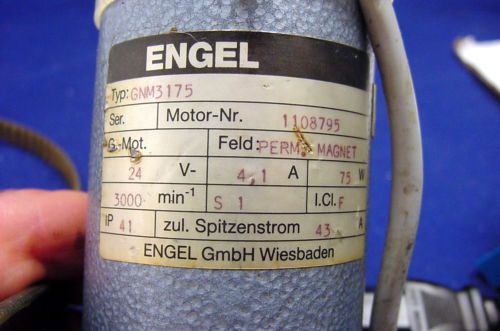 ENGEL
Typ: GNM3175
Ser. Motor-Nr. 1108795
G.-Mot. Feld: PERM. MAGNET
24 V- 4,1 A 75 W
3000 min-1 S 1 I.Cl. F
IP 41 zul. Spitzenstrom 43 A
ENGEL GmbH Wiesbaden